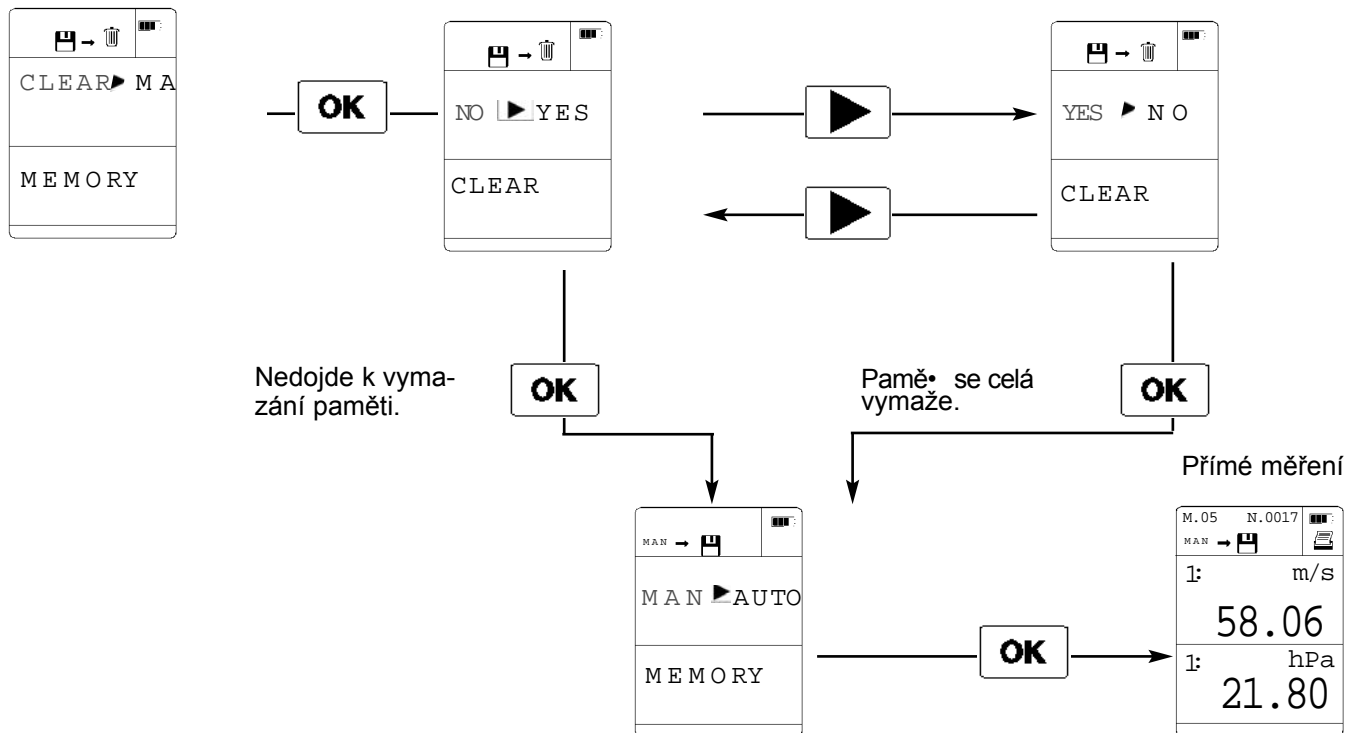 CLEAR▶ MA
MEMORY
OK
NO ▶ YES
CLEAR
YES ▶ NO
CLEAR
Nedojde k vyma-
zání paměti.
OK
Pamě• se celá
vymaže.
OK
Přímé měření
MAN → 
MAN ▶ AUTO
MEMORY
OK
M.05 N.0017
MAN →
1: m/s
58.06
1: hPa
21.80